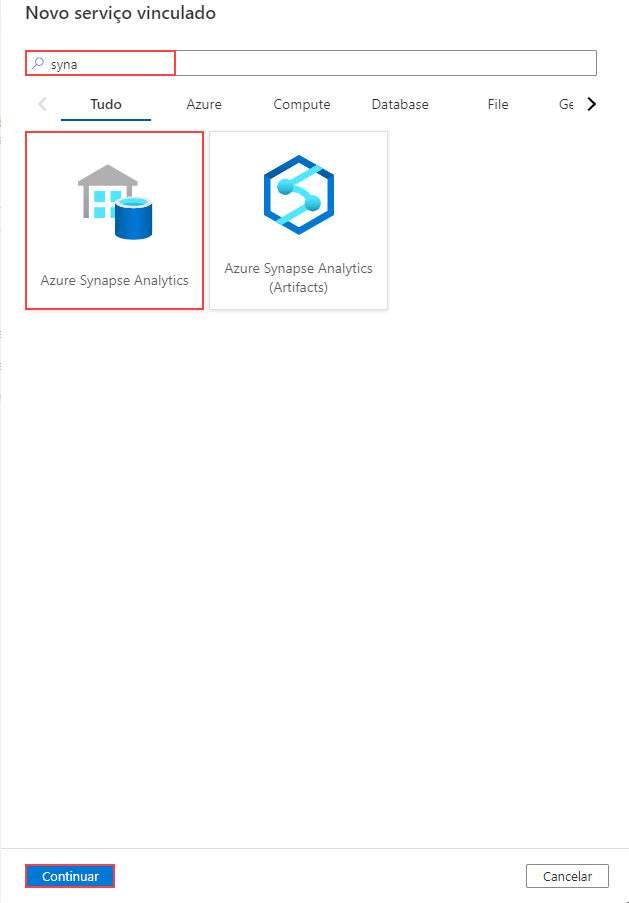 Novo serviço vinculado
syna
Tudo Azure Compute Database File Ge
Azure Synapse Analytics
Azure Synapse Analytics
(Artifacts)
Continuar Cancelar